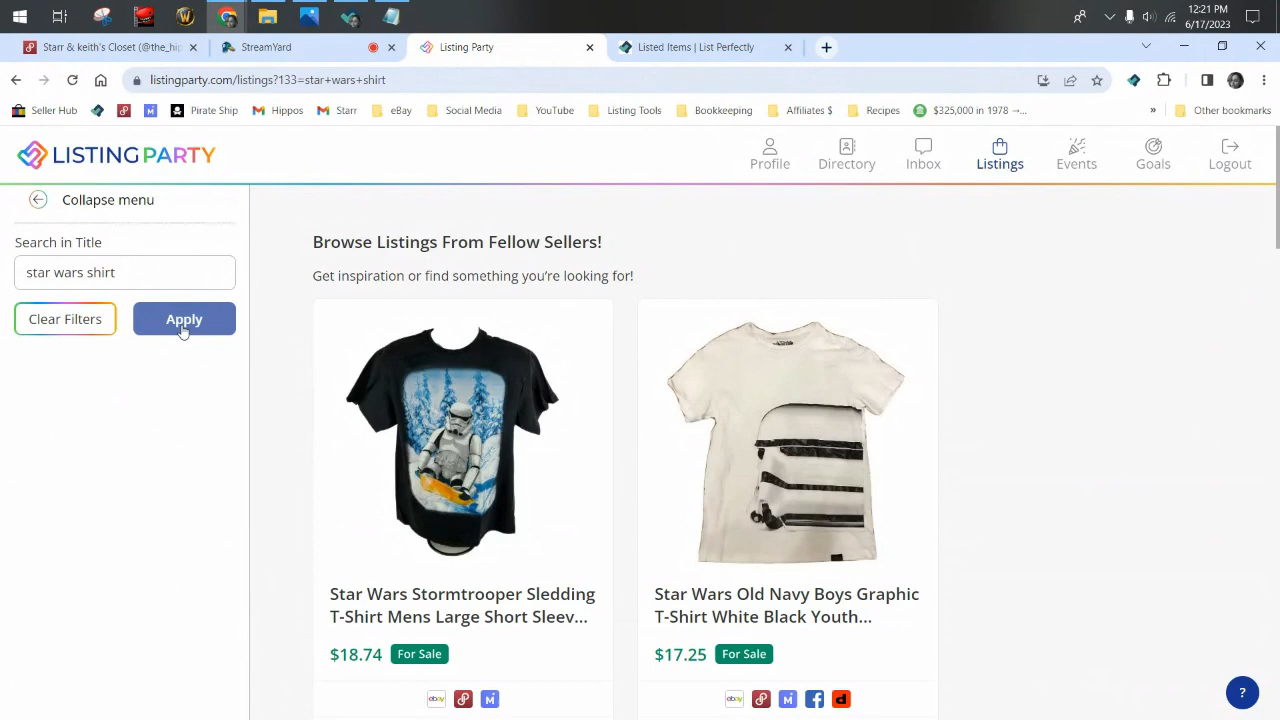 12:21 PM
6/17/2023
Starr & keith's Closet (@the_hip
StreamYard
Listing Party
Listed Items | List Perfectly
listingparty.com/listings?133=star+wars+shirt
Seller Hub
Pirate Ship
Hippos
Starr
eBay
Social Media
YouTube
Listing Tools
Bookkeeping
Affiliates $
Recipes
$325,000 in 1978 →...
»
Other bookmarks
LISTINGPARTY
Profile
Directory
Inbox
Listings
Events
Goals
Logout
Collapse menu
Search in Title
star wars shirt
Clear Filters
Apply
Browse Listings From Fellow Sellers!
Get inspiration or find something you're looking for!
Star Wars Stormtrooper Sledding
T-Shirt Mens Large Short Sleev...
$18.74 For Sale
ebay
Star Wars Old Navy Boys Graphic
T-Shirt White Black Youth...
$17.25 For Sale
ebay
?